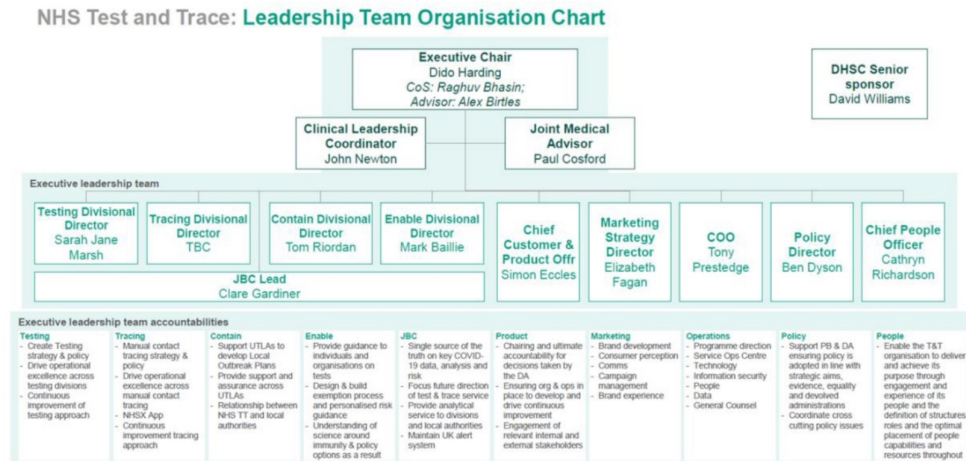 NHS Test and Trace: Leadership Team Organisation Chart
Executive Chair
Dido Harding
CoS: Raghuv Bhasin;
Advisor: Alex Birtles
DHSC Senior
sponsor
David Williams
Clinical Leadership
Coordinator
John Newton
Joint Medical
Advisor
Paul Cosford
Executive leadership team
Testing Divisional
Director
Sarah Jane
Marsh
Tracing Divisional
Director
TBC
Contain Divisional
Director
Tom Riordan
Enable Divisional
Director
Mark Baillie
Chief
Customer &
Product Offr
Simon Eccles
Marketing
Strategy
Director
Elizabeth
Fagan
COO
Tony
Prestedge
Policy
Director
Ben Dyson
Chief People
Officer
Cathryn
Richardson
JBC Lead
Clare Gardiner
Executive leadership team accountabilities
Testing
- Create Testing
strategy & policy
- Drive operational
excellence across
testing divisions
- Continuous
improvement of
testing approach
Tracing
- Manual contact
tracing strategy &
policy
- Drive operational
excellence across
manual contact
tracing
- NHSX App
- Continuous
improvement tracing
approach
Contain
- Support UTLAs to
develop Local
Outbreak Plans
- Provide support and
assurance across
UTLAs
- Relationship between
NHS TT and local
authorities
Enable
- Provide guidance to
individuals and
organisations on
tests
- Design & build
exemption process
and personalised risk
guidance
- Understanding of
science around
immunity & policy
options as a result
JBC
- Single source of the
truth on key COVID-
19 data, analysis and
risk
- Focus future direction
of test & trace service
- Provide analytical
service to divisions
and local authorities
- Maintain UK alert
system
Product
- Chairing and ultimate
accountability for
decisions taken by
the DA
- Ensuring org & ops in
place to develop and
drive continuous
improvement
- Engagement of
relevant internal and
external stakeholders
Marketing
- Brand development
- Consumer perception
- Comms
- Campaign
management
- Brand experience
Operations
- Programme direction
- Service Ops Centre
- Technology
- Information security
- People
- Data
- General Counsel
Policy
- Support PB & DA
ensuring policy is
adopted in line with
strategic aims,
evidence, equality
and devolved
administrations
- Coordinate cross
cutting policy issues
People
- Enable the T&T
organisation to deliver
and achieve its
purpose through
engagement and
experience of its
people and the
definition of structures
roles and the optimal
placement of people
capabilities and
resources throughout